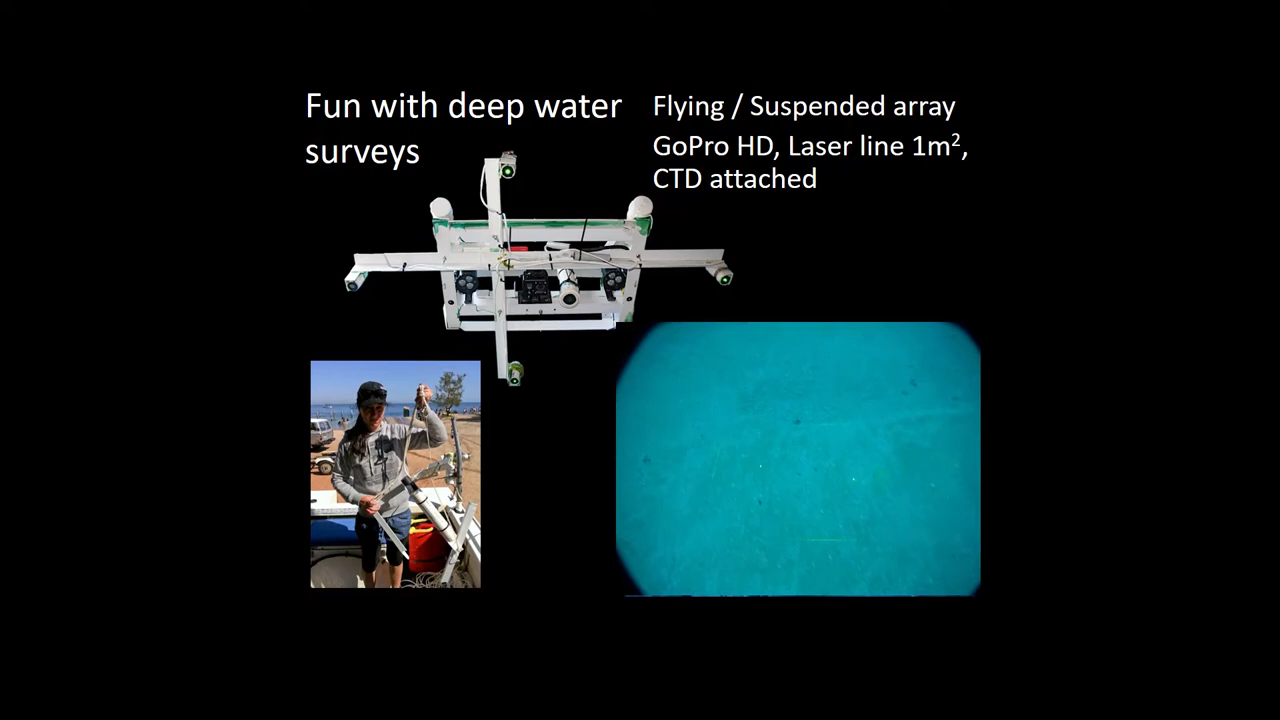 Fun with deep water
surveys
Flying / Suspended array
GoPro HD, Laser line 1m²,
CTD attached